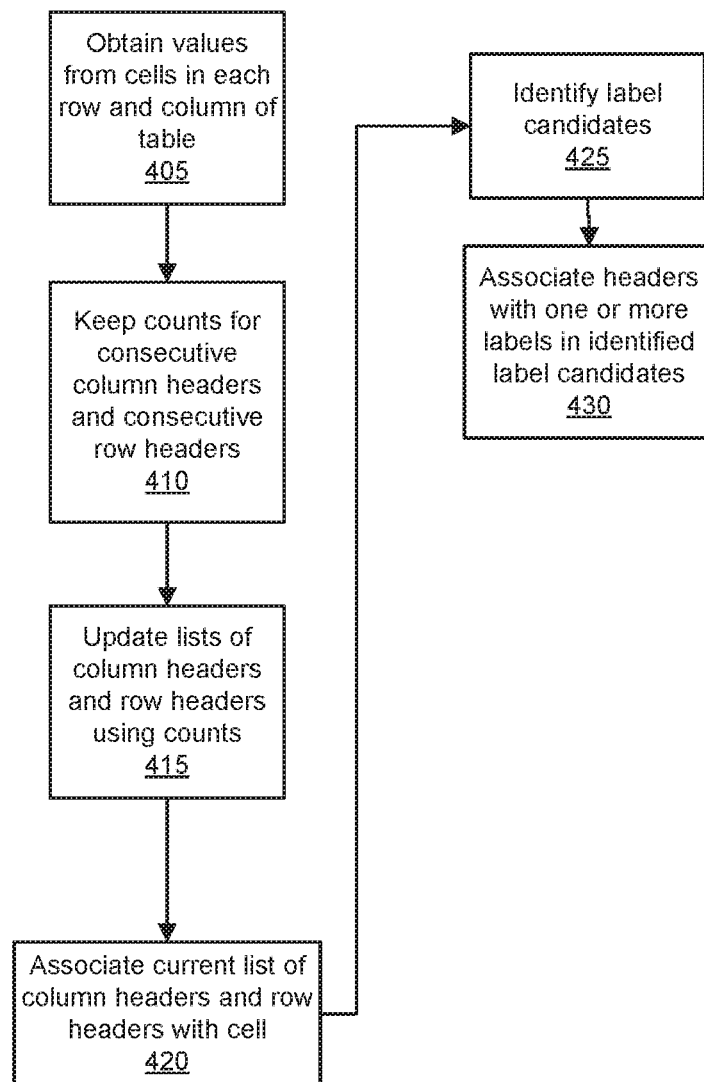 Obtain values
from cells in each
row and column of
table
405
Keep counts for
consecutive
column headers
and consecutive
row headers
410
Update lists of
column headers
and row headers
using counts
415
Associate current list of
column headers and row
headers with cell
420
Identify label
candidates
425
Associate headers
with one or more
labels in identified
label candidates
430